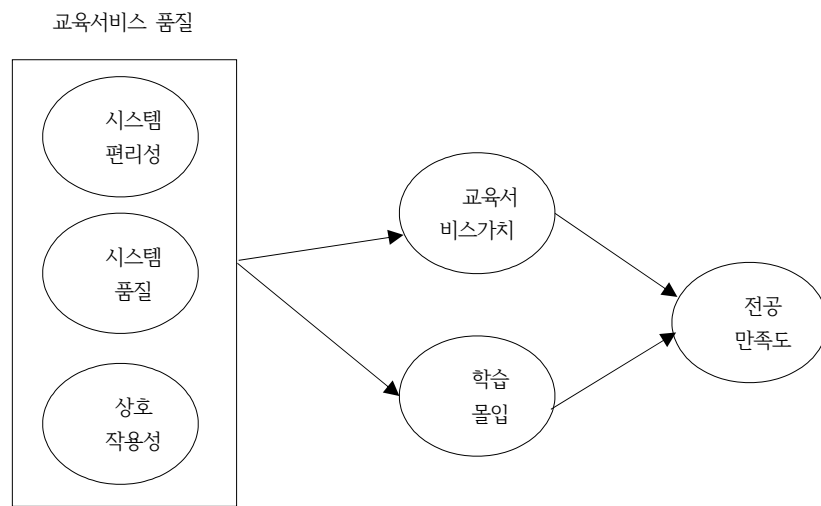 교육서비스 품질
시스템
편리성
시스템
품질
상호
작용성
교육서
비스가치
학습
몰입
전공
만족도